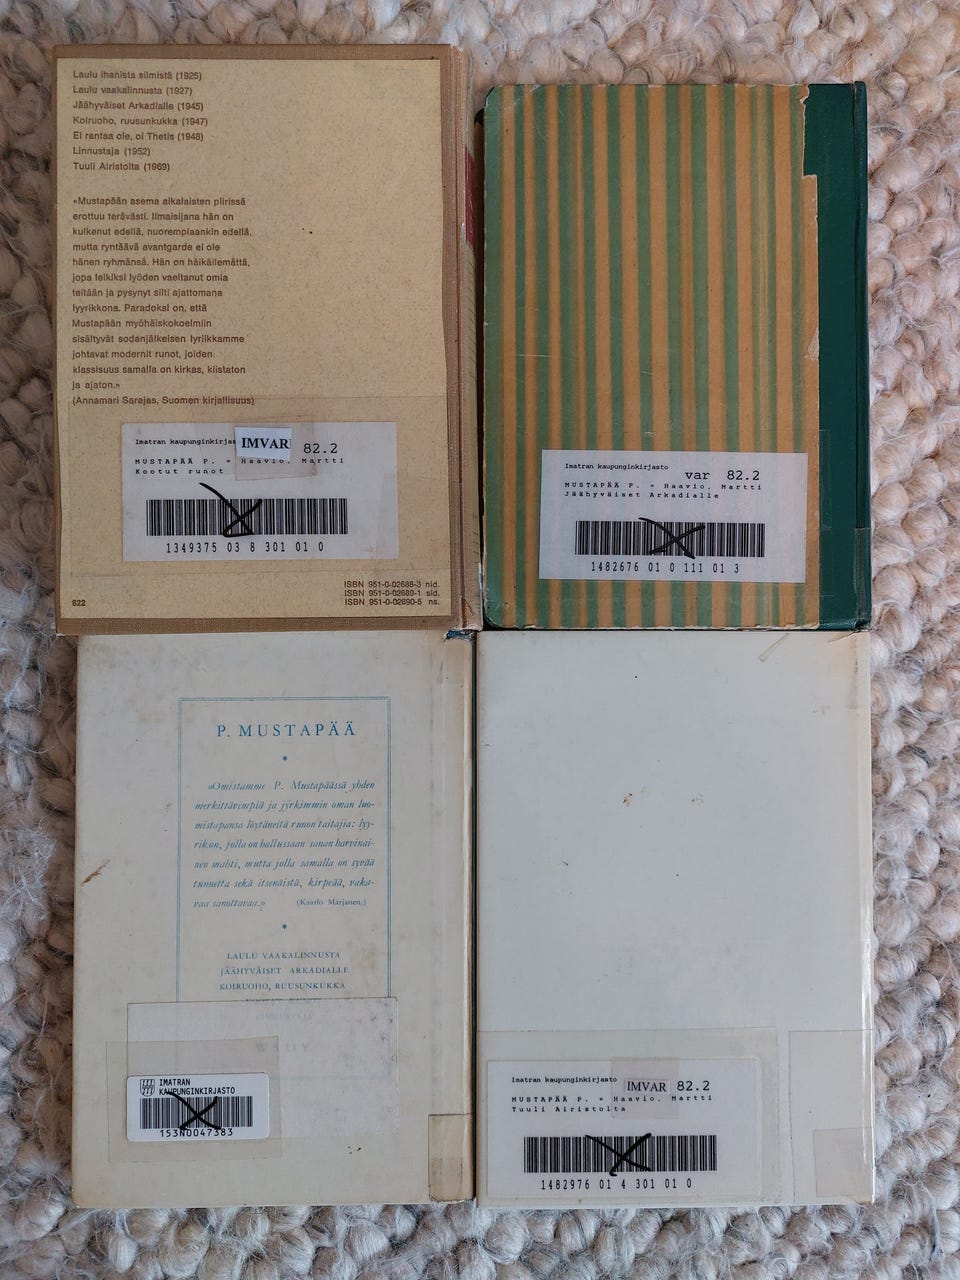 Laulu ihanista silmistä (1925)
Laulu vaakalinnusta (1927)
Jäähyväiset Arkadialle (1945)
Koiruoho, ruusunkukka (1947)
Ei rantaa ole, oi Thetis (1948)
Linnustaja (1952)
Tuuli Airistolta (1969)
»Mustapään asema aikalaisten piirissä
erottuu terävästi. Ilmaisijana hän on
kulkenut edellä, nuorempiaankin edellä,
mutta ryntäävä avantgarde ei ole
hänen ryhmänsä. Hän on häikäilemättä,
jopa leikiksi lyöden vaeltanut omia
teitään ja pysynyt silti ajattomana
lyyrikkona. Paradoksi on, että
Mustapään myöhäiskokoelmiin
sisältyvät sodanjälkeisen lyriikkamme
johtavat modernit runot, joiden
klassisuus samalla on kirkas, kiistaton
ja ajaton.»
(Annamari Sarajas, Suomen kirjallisuus)
Imatran kaupunginkirjas IMVAR 82.2
MUSTAPÄÄ P. = Haavio, Martti
Kootut runot
1349375 03 8 301 01 0
822
ISBN 951-0-02688-3 nid.
ISBN 951-0-02689-1 sid.
ISBN 951-0-02690-5 ns.
Imatran kaupunginkirjasto var 82.2
MUSTAPÄÄ P. = Haavio, Martti
Jäähyväiset Arkadialle
1482676 01 0 111 01 3
P. MUSTAPÄÄ
»Omistamme P. Mustapäässä yhden
merkittävimpiä ja jyrkimmin oman luo-
mistapansa löytäneitä runon taitajia: lyy-
rikon, jolla on hallussaan sanan harvinai-
nen mahti, mutta jolla samalla on syvää
tunnetta sekä itsenäistä, kirpeää, vaka-
vaa sanottavaa.» (Kaarlo Marjanen.)
LAULU VAAKALINNUSTA
JÄÄHYVÄISET ARKADIALLE
KOIRUOHO, RUUSUNKUKKA
IMATRAN
KAUPUNGINKIRJASTO
153N0047383
Imatran kaupunginkirjasto IMVAR 82.2
MUSTAPÄÄ P. = Haavio, Martti
Tuuli Airistolta
1482976 01 4 301 01 0